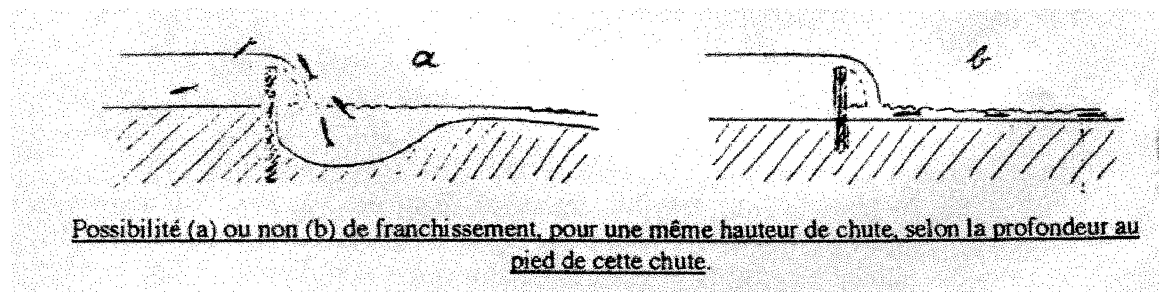 a b
Possibilité (a) ou non (b) de franchissement, pour une même hauteur de chute, selon la profondeur au
pied de cette chute.